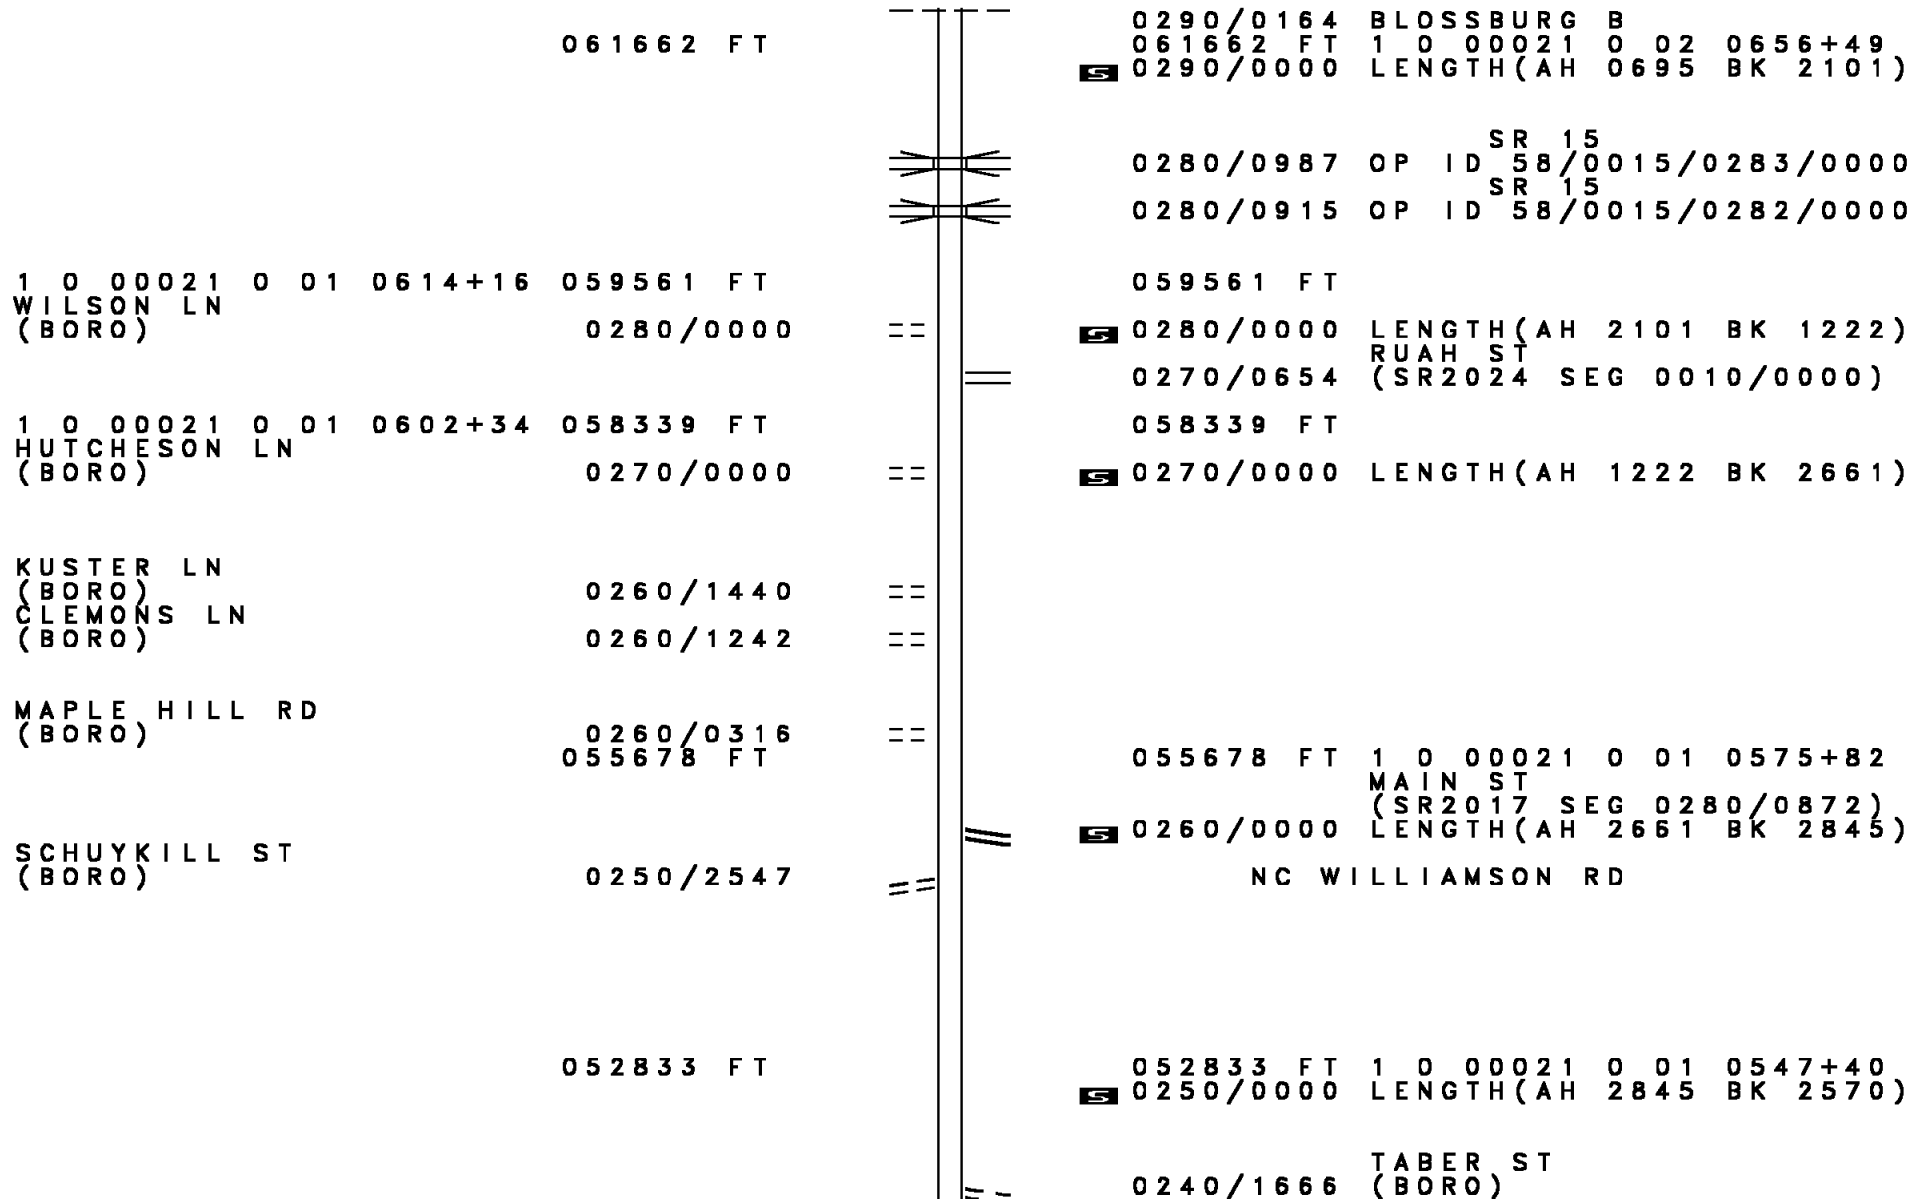 0290/0164 BLOSSBURG B
061662 FT 061662 FT 1 0 00021 0 02 0656+49
S 0290/0000 LENGTH(AH 0695 BK 2101)
SR 15
0280/0987 OP ID 58/0015/0283/0000
SR 15
0280/0915 OP ID 58/0015/0282/0000
1 0 00021 0 01 0614+16 059561 FT 059561 FT
WILSON LN
(BORO) 0280/0000 S 0280/0000 LENGTH(AH 2101 BK 1222)
RUAH ST
0270/0654 (SR2024 SEG 0010/0000)
1 0 00021 0 01 0602+34 058339 FT 058339 FT
HUTCHESON LN
(BORO) 0270/0000 S 0270/0000 LENGTH(AH 1222 BK 2661)
KUSTER LN
(BORO) 0260/1440
CLEMONS LN
(BORO) 0260/1242
MAPLE HILL RD
(BORO) 0260/0316
055678 FT 055678 FT 1 0 00021 0 01 0575+82
MAIN ST
(SR2017 SEG 0280/0872)
S 0260/0000 LENGTH(AH 2661 BK 2845)
SCHUYKILL ST
(BORO) 0250/2547 NC WILLIAMSON RD
052833 FT 052833 FT 1 0 00021 0 01 0547+40
S 0250/0000 LENGTH(AH 2845 BK 2570)
TABER ST
0240/1666 (BORO)